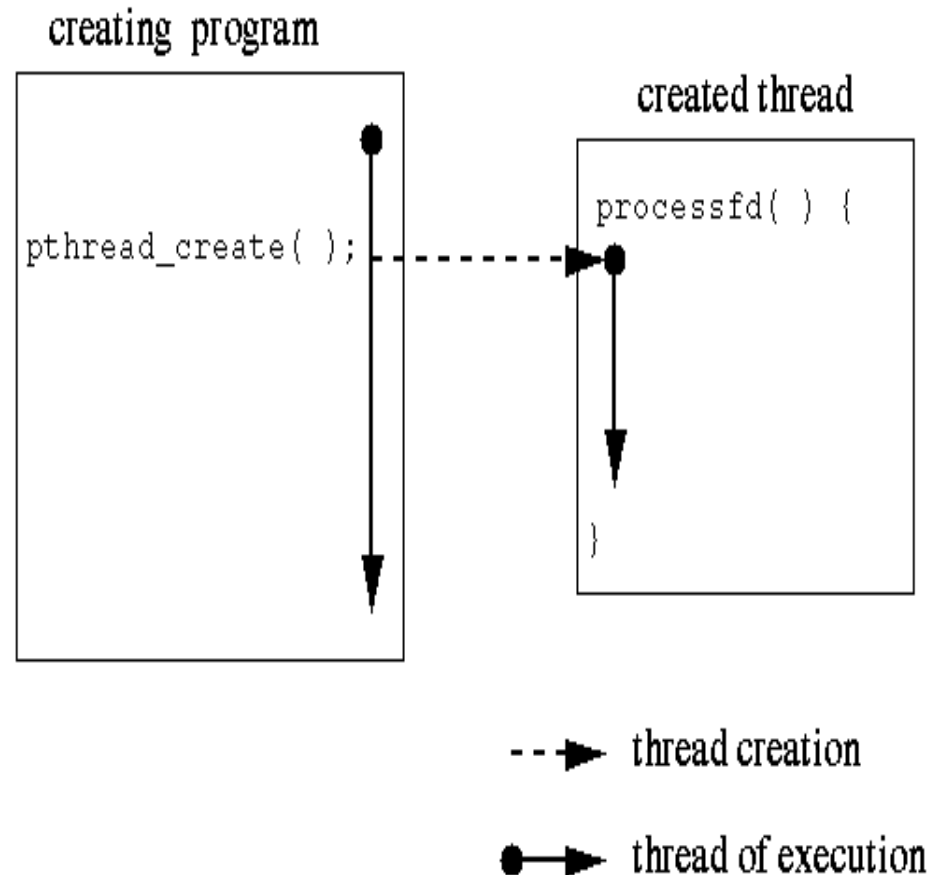 creating program
created thread
processfd( ) {
pthread_create( );
}
thread creation
thread of execution